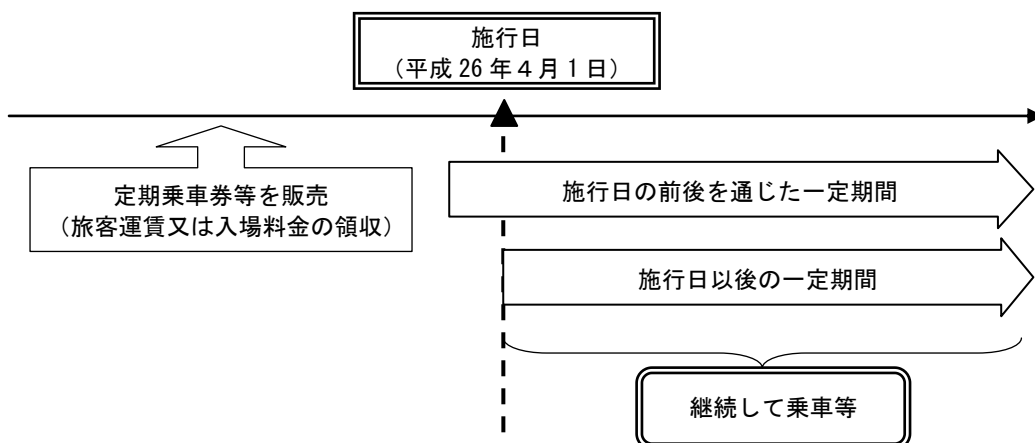 施行日
(平成 26 年４月１日)
定期乗車券等を販売
(旅客運賃又は入場料金の領収)
施行日の前後を通じた一定期間
施行日以後の一定期間
継続して乗車等